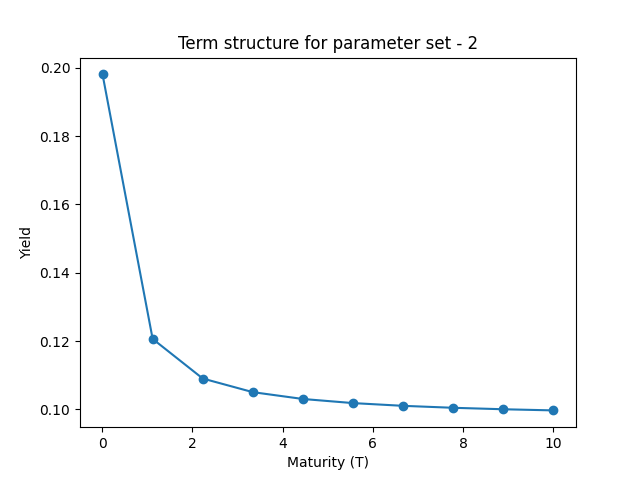 Term structure for parameter set - 2
0.20
0.18
0.16
0.14
0.12
0.10
Yield
0 2 4 6 8 10
Maturity (T)